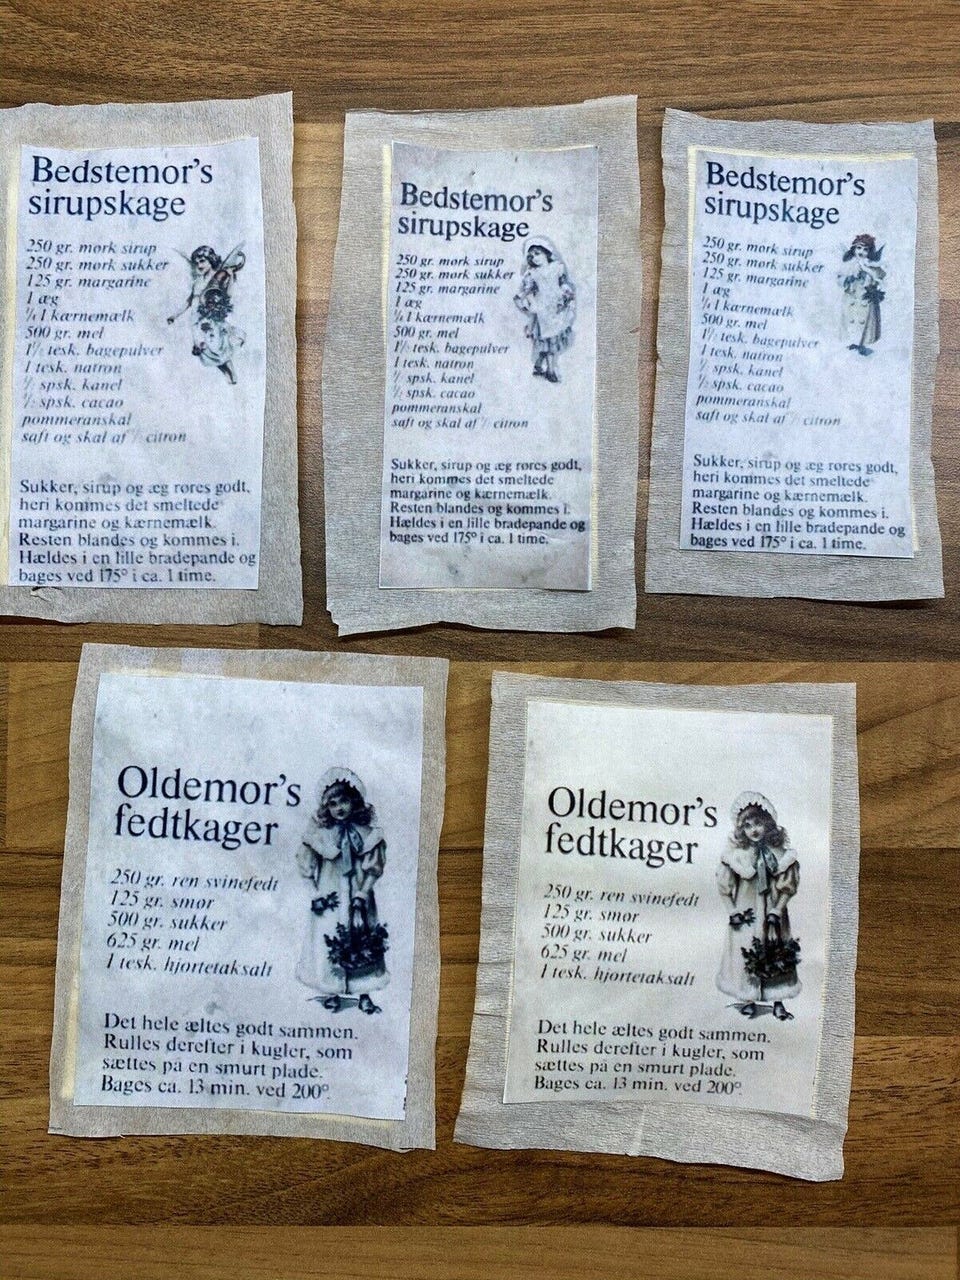 Bedstemor's
sirupskage
250 gr. mørk sirup
250 gr. mørk sukker
125 gr. margarine
1 æg
¼ l kærnemælk
500 gr. mel
1½ tesk. bagepulver
1 tesk. natron
½ spsk. kanel
½ spsk. cacao
pommeranskal
saft og skal af ½ citron
Sukker, sirup og æg røres godt,
heri kommes det smeltede
margarine og kærnemælk.
Resten blandes og kommes i.
Hældes i en lille bradepande og
bages ved 175° i ca. 1 time.
Bedstemor's
sirupskage
250 gr. mørk sirup
250 gr. mørk sukker
125 gr. margarine
1 æg
¼ l kærnemælk
500 gr. mel
1½ tesk. bagepulver
1 tesk. natron
½ spsk. kanel
½ spsk. cacao
pommeranskal
saft og skal af ½ citron
Sukker, sirup og æg røres godt,
heri kommes det smeltede
margarine og kærnemælk.
Resten blandes og kommes i.
Hældes i en lille bradepande og
bages ved 175° i ca. 1 time.
Bedstemor's
sirupskage
250 gr. mørk sirup
250 gr. mørk sukker
125 gr. margarine
1 æg
¼ l kærnemælk
500 gr. mel
1½ tesk. bagepulver
1 tesk. natron
½ spsk. kanel
½ spsk. cacao
pommeranskal
saft og skal af ½ citron
Sukker, sirup og æg røres godt,
heri kommes det smeltede
margarine og kærnemælk.
Resten blandes og kommes i.
Hældes i en lille bradepande og
bages ved 175° i ca. 1 time.
Oldemor's
fedtkager
250 gr. ren svinefedt
125 gr. smør
500 gr. sukker
625 gr. mel
1 tesk. hjortetaksalt
Det hele æltes godt sammen.
Rulles derefter i kugler, som
sættes på en smurt plade.
Bages ca. 13 min. ved 200°.
Oldemor's
fedtkager
250 gr. ren svinefedt
125 gr. smør
500 gr. sukker
625 gr. mel
1 tesk. hjortetaksalt
Det hele æltes godt sammen.
Rulles derefter i kugler, som
sættes på en smurt plade.
Bages ca. 13 min. ved 200°.